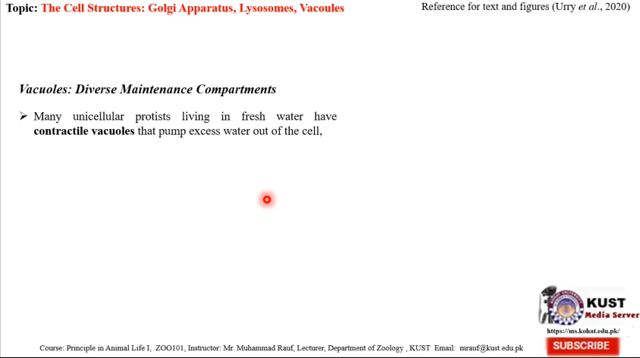 Topic: The Cell Structures: Golgi Apparatus, Lysosomes, Vacoules
Reference for text and figures (Urry et al., 2020)
Vacuoles: Diverse Maintenance Compartments
➤ Many unicellular protists living in fresh water have
contractile vacuoles that pump excess water out of the cell,
KUST
Media Server
https://ms.kohat.edu.pk/
SUBSCRIBE
Course: Principle in Animal Life I, ZOO101, Instructor: Mr. Muhammad Rauf, Lecturer, Department of Zoology , KUST Email: mrauf@kust.edu.pk